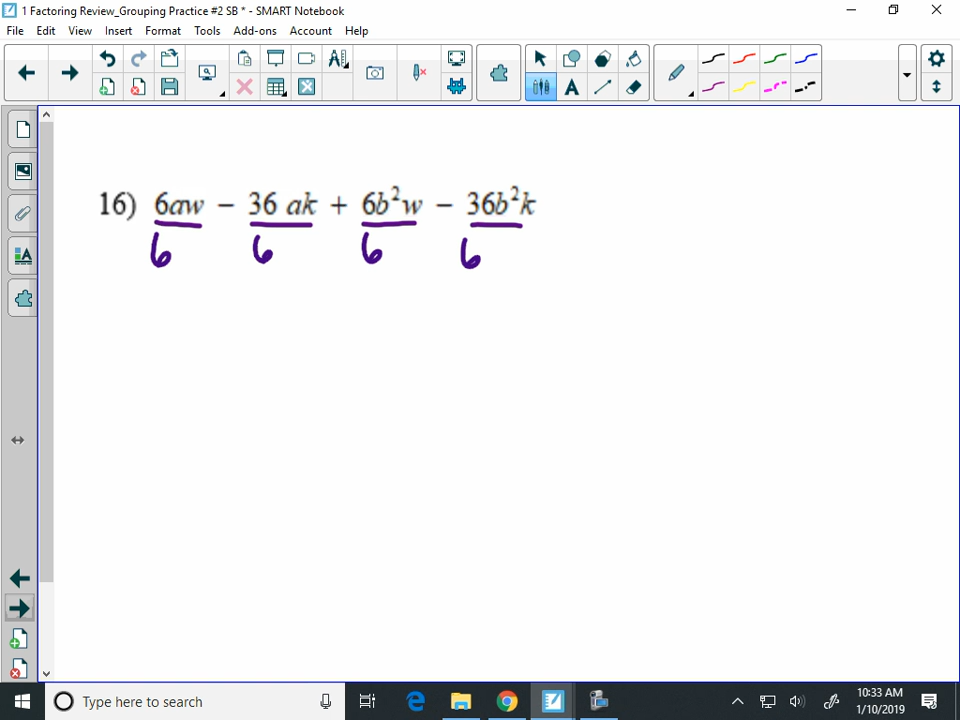 1 Factoring Review_Grouping Practice #2 SB * - SMART Notebook
File Edit View Insert Format Tools Add-ons Account Help
16) 6aw − 36 ak + 6b²w − 36b²k
6 6 6 6
Type here to search
10:33 AM
1/10/2019